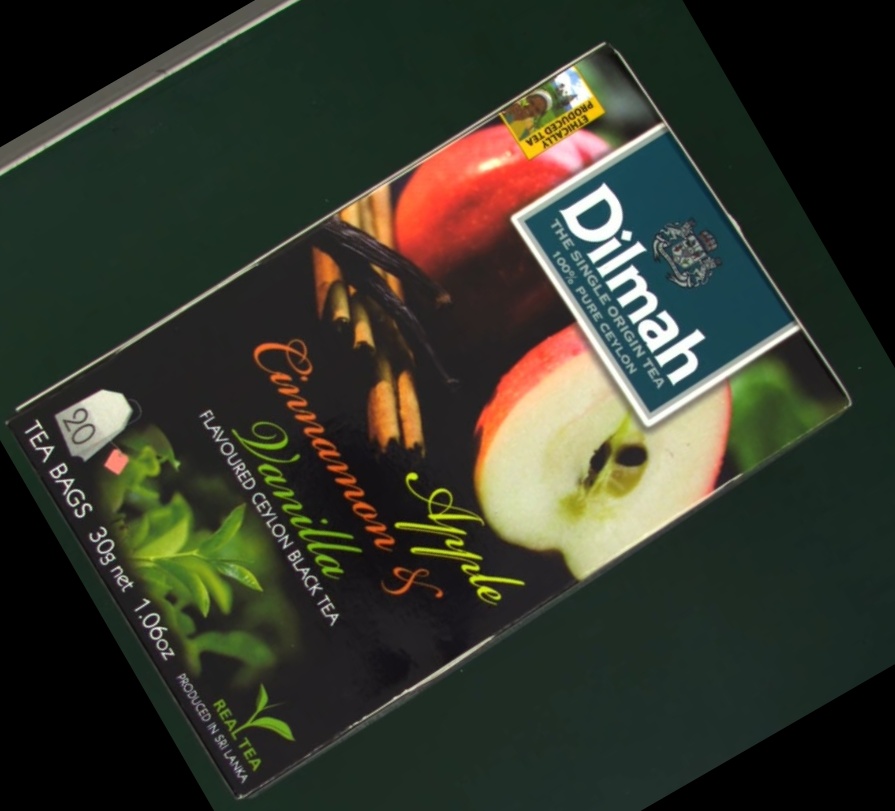 ETHICALLY
PRODUCED TEA
Dilmah
THE SINGLE ORIGIN TEA
100% PURE CEYLON
Apple
Cinnamon &
Vanilla
FLAVOURED CEYLON BLACK TEA
20
TEA BAGS 30g net 1.06oz
REAL TEA
PRODUCED IN SRI LANKA